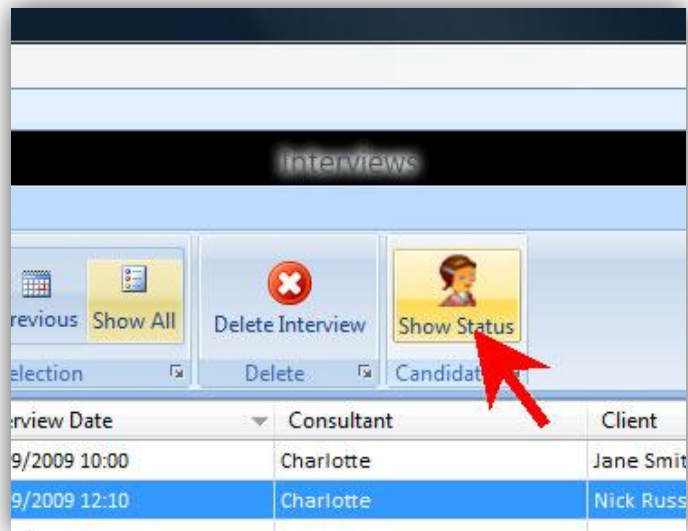 Interviews
revious Show All Delete Interview Show Status
election Delete Candidat
rview Date Consultant Client
9/2009 10:00 Charlotte Jane Smit
9/2009 12:10 Charlotte Nick Russ